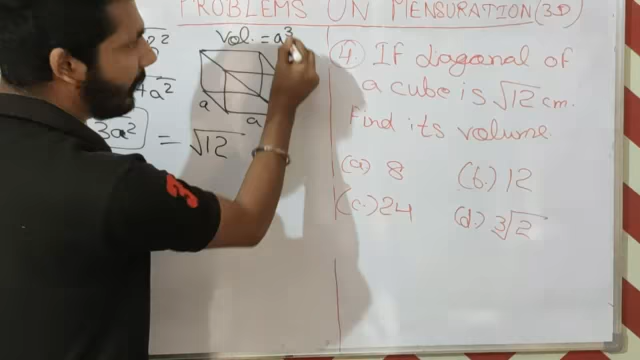 PROBLEMS ON MENSURATION (3D)
Vol. = a³
a
a
3a² = √12
4) If diagonal of
a cube is √12 cm.
Find its volume.
(a) 8 (b.) 12
(c.) 24 (d.) 3√2
3